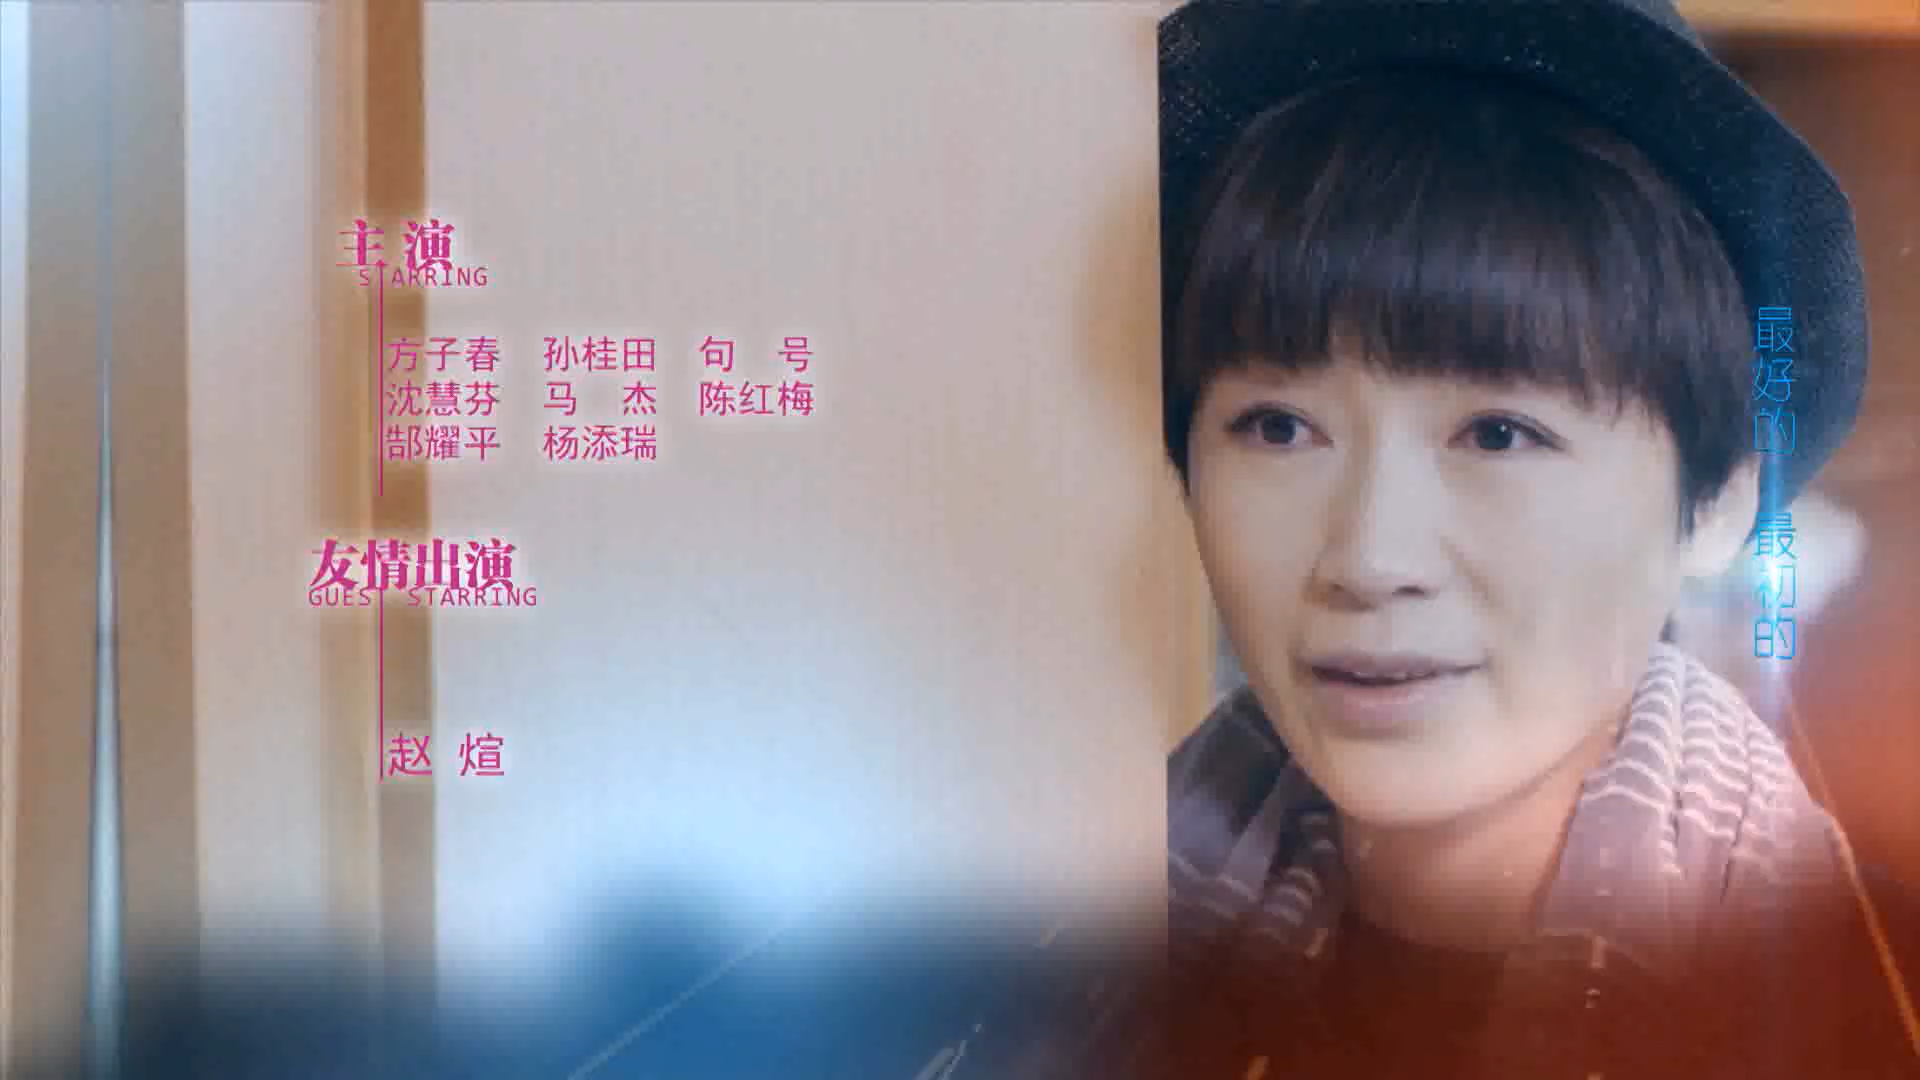 主演
STARRING
方子春 孙桂田 句号
沈慧芬 马杰 陈红梅
郜耀平 杨添瑞
友情出演
GUEST STARRING
赵煊
最好的 最初的